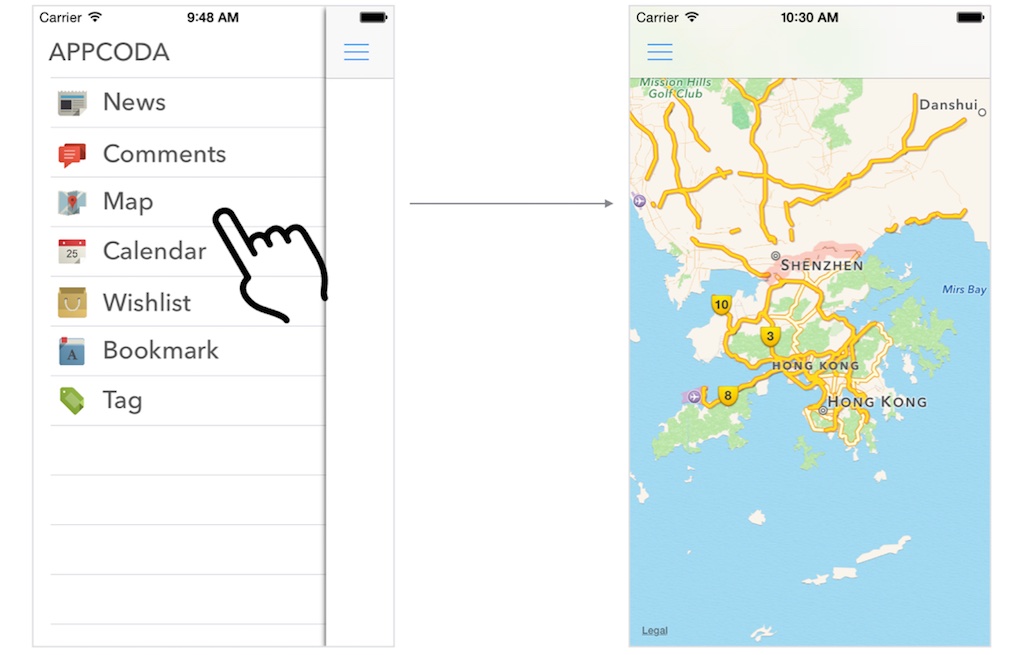 Carrier 9:48 AM
APPCODA
News
Comments
Map
Calendar
25
Wishlist
Bookmark
A
Tag
Carrier 10:30 AM
Mission Hills
Golf Club
Danshui
SHENZHEN
Mirs Bay
10
3
HONG KONG
8
HONG KONG
Legal